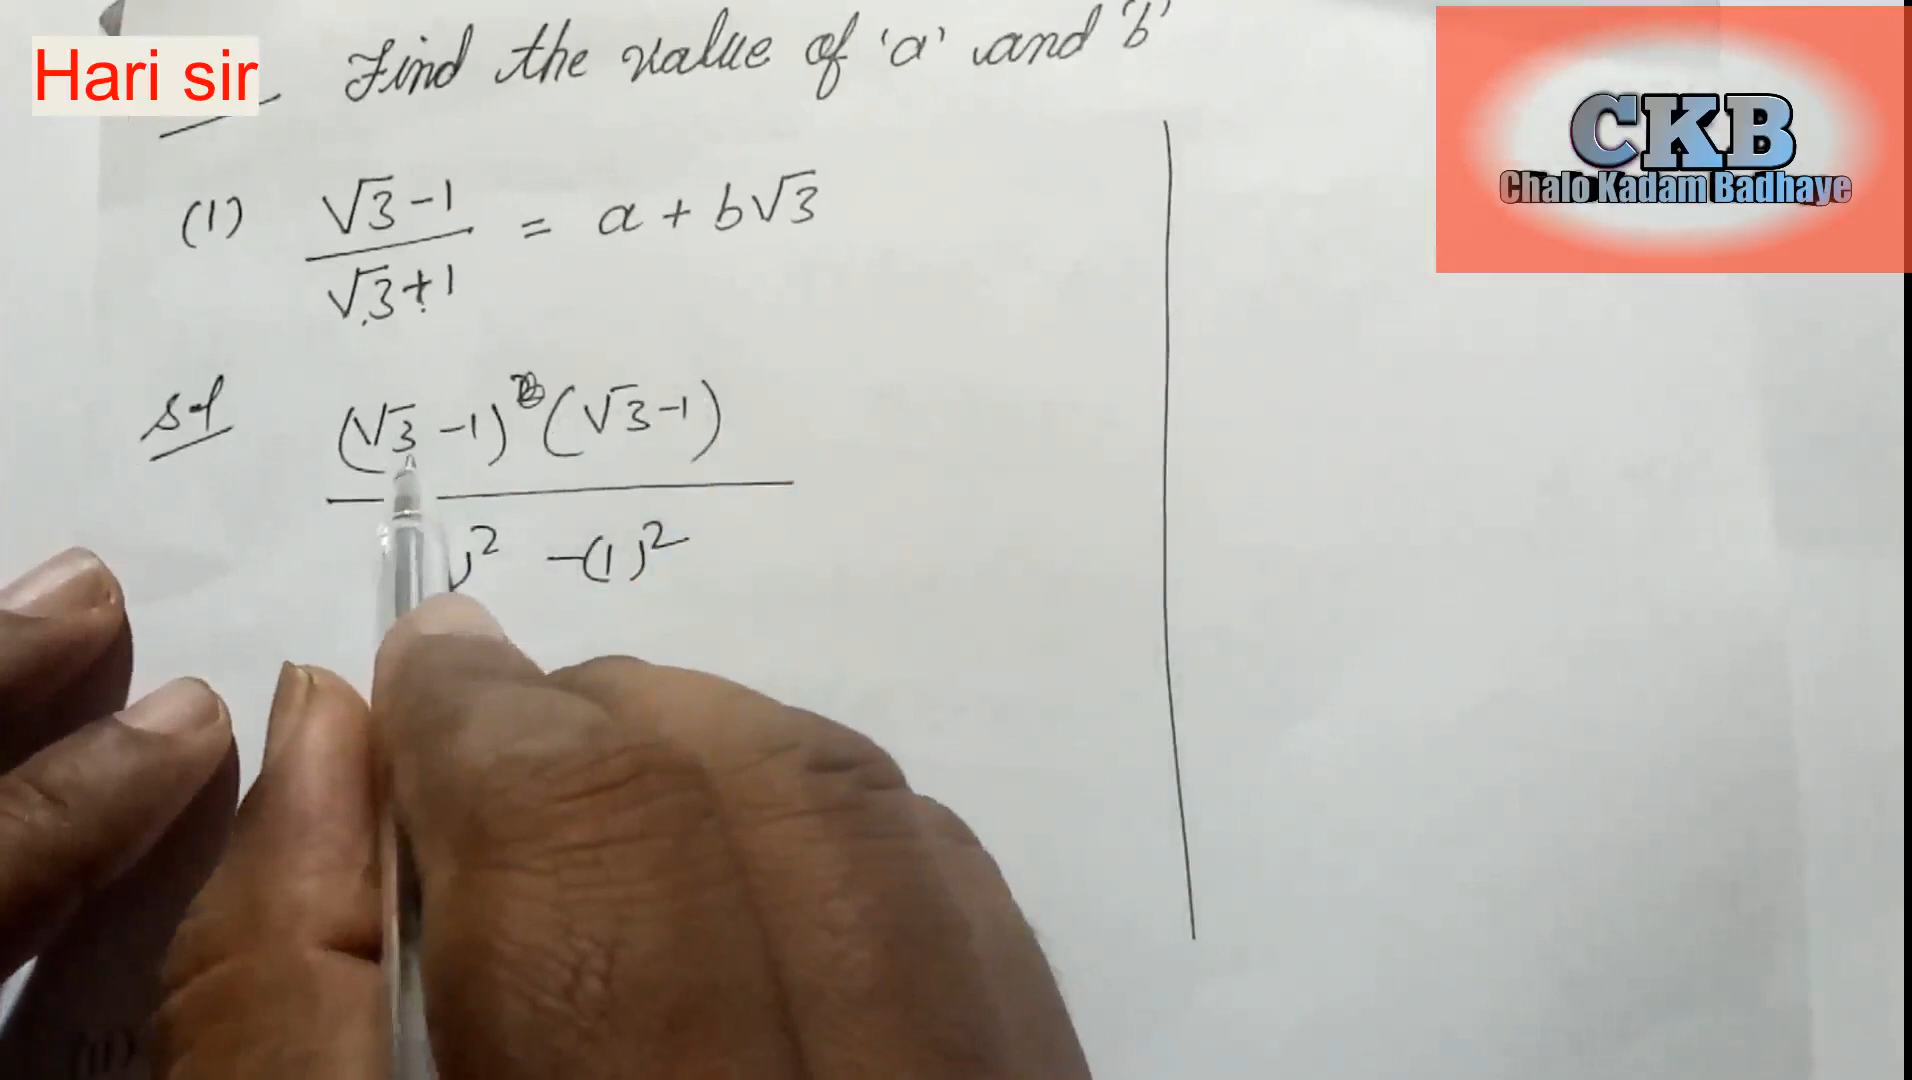 Hari sir
Find the value of 'a' and 'b'
CKB
Chalo Kadam Badhaye
(1) √3-1 / √3+1 = a + b√3
Sol (√3-1) (√3-1)
)² -(1)²
(11)